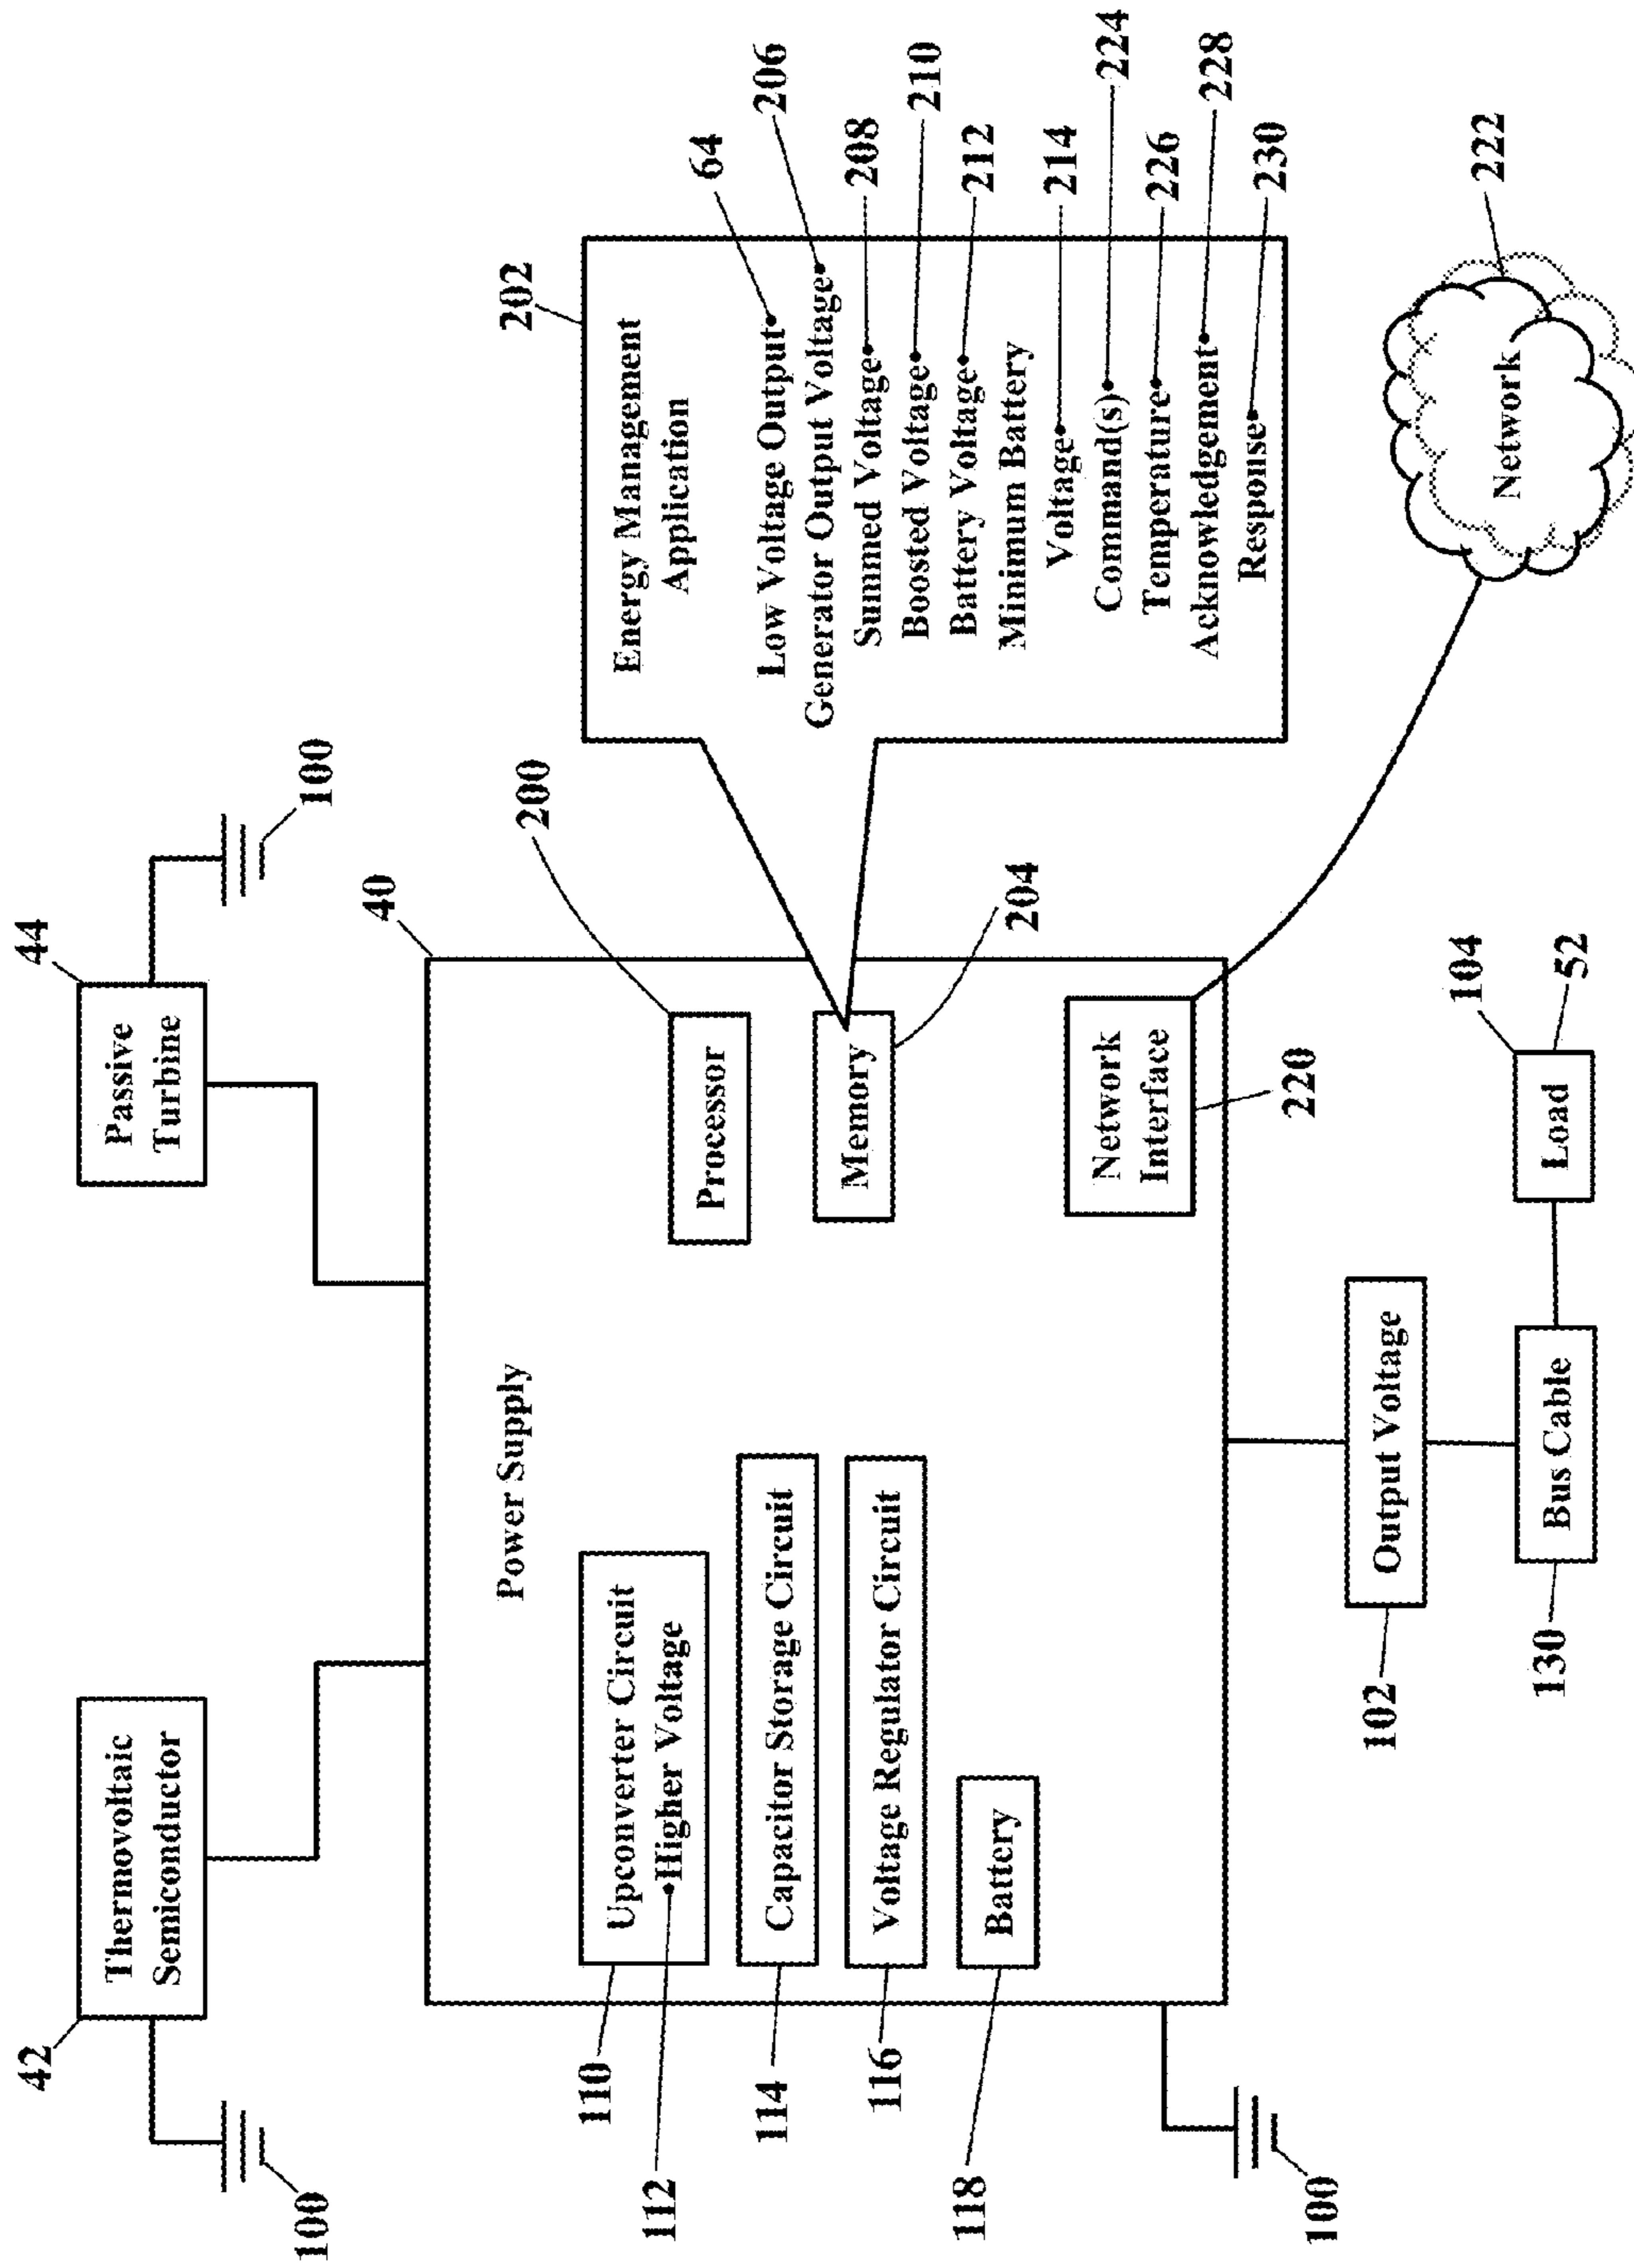 42
Thermovoltaic
Semiconductor
100
44
Passive
Turbine
100
40
Power Supply
110
Upconverter Circuit
Higher Voltage
112
114
Capacitor Storage Circuit
116
Voltage Regulator Circuit
118
Battery
100
200
Processor
Memory
204
Network
Interface
220
202
Energy Management
Application
Low Voltage Output
64
Generator Output Voltage
206
Summed Voltage
208
Boosted Voltage
210
Battery Voltage
212
Minimum Battery
Voltage
214
Command(s)
224
Temperature
226
Acknowledgement
228
Response
230
Network
222
102
Output Voltage
130
Bus Cable
Load
104
52